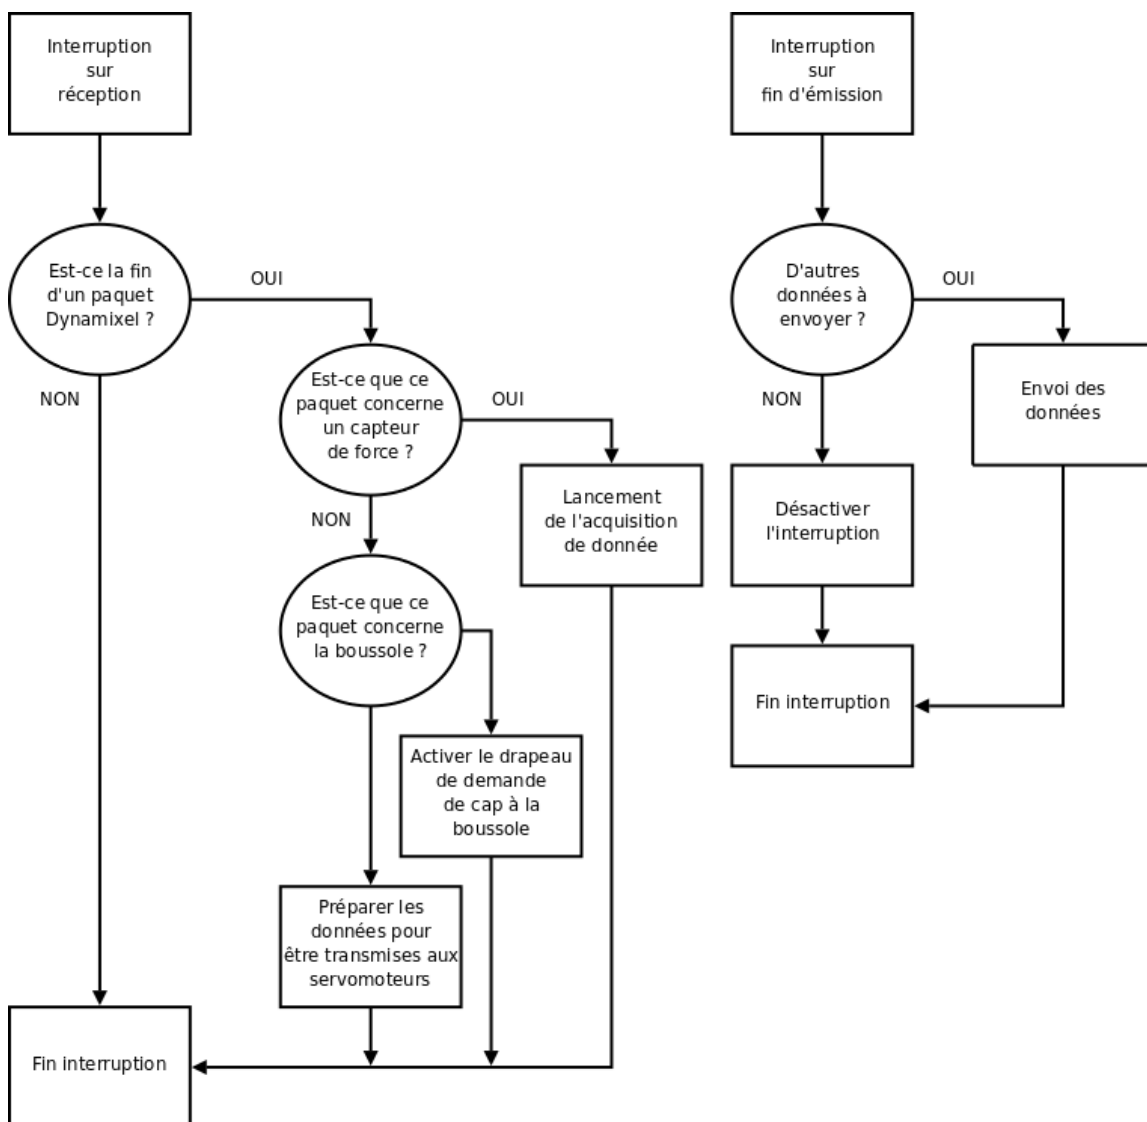 Interruption
sur
réception
Est-ce la fin
d'un paquet
Dynamixel ?
OUI
NON
Est-ce que ce
paquet concerne
un capteur
de force ?
OUI
NON
Lancement
de l'acquisition
de donnée
Est-ce que ce
paquet concerne
la boussole ?
Activer le drapeau
de demande
de cap à la
boussole
Préparer les
données pour
être transmises aux
servomoteurs
Fin interruption
Interruption
sur
fin d'émission
D'autres
données à
envoyer ?
OUI
NON
Envoi des
données
Désactiver
l'interruption
Fin interruption